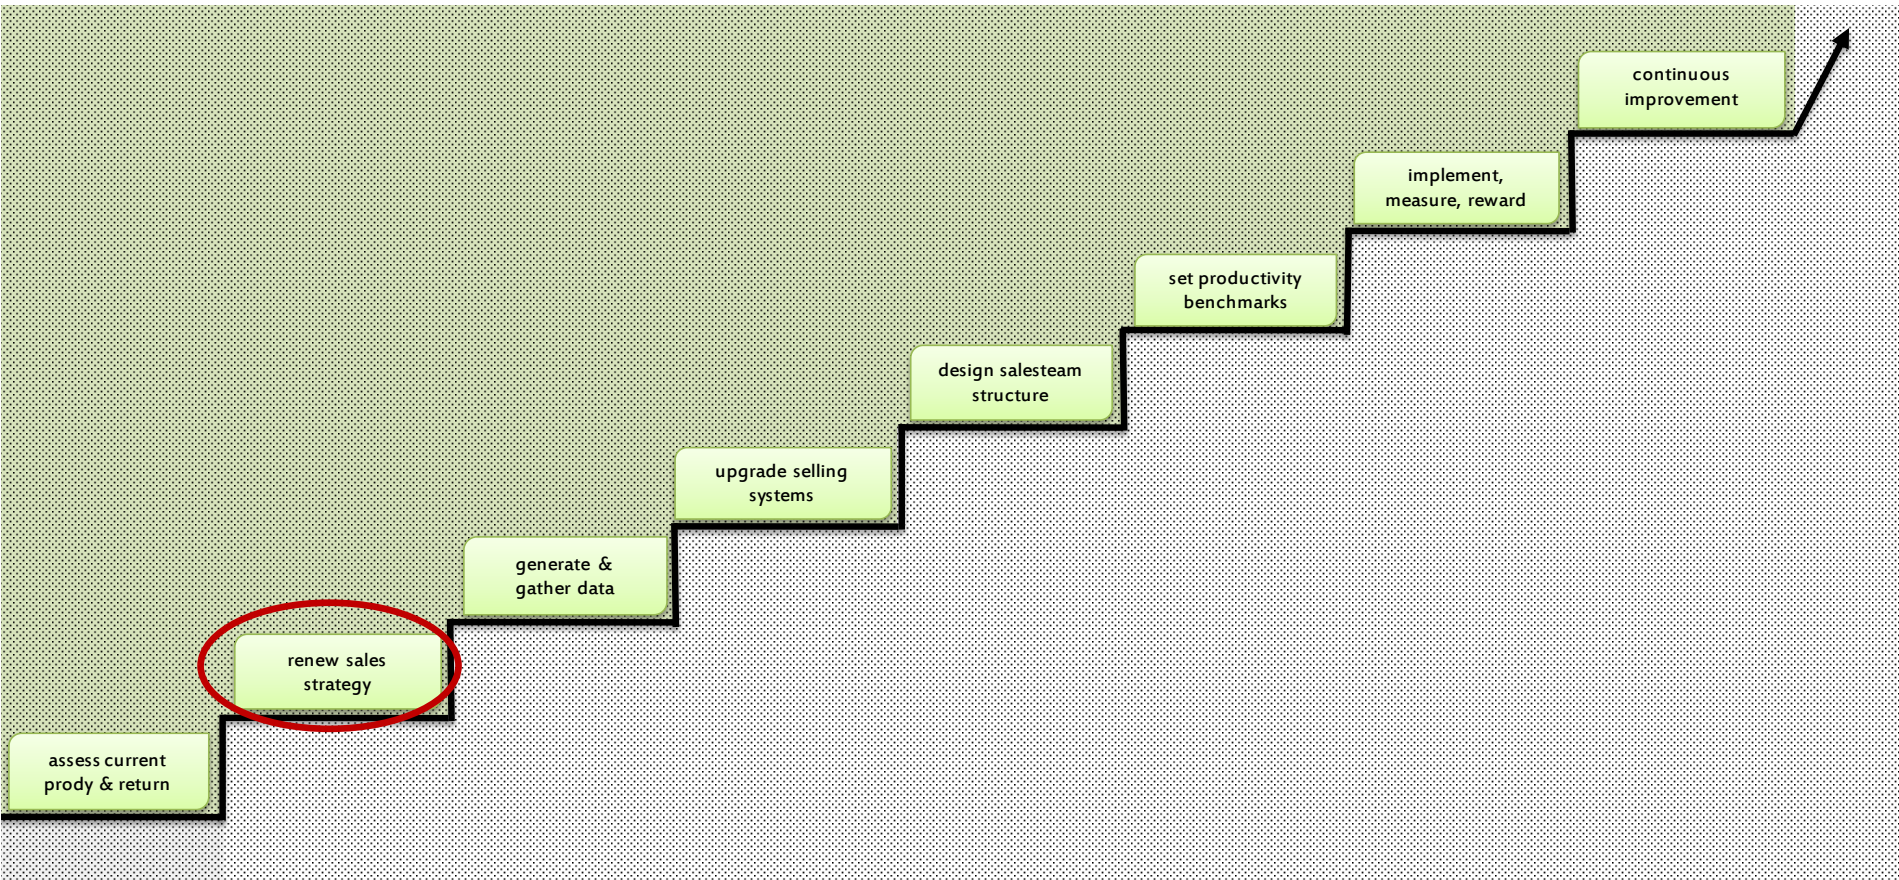 continuous
improvement
implement,
measure, reward
set productivity
benchmarks
design salesteam
structure
upgrade selling
systems
generate &
gather data
renew sales
strategy
assess current
prody & return